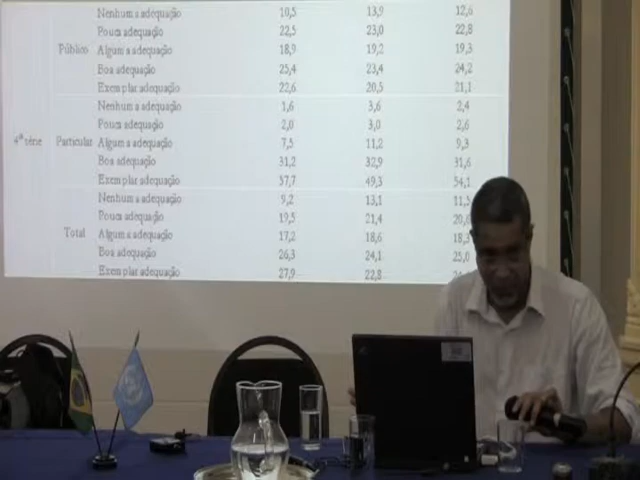 Nenhuma adequação 10,5 13,9 12,6
Pouca adequação 22,5 23,0 22,8
Público Alguma adequação 18,9 19,2 19,3
Boa adequação 25,4 23,4 24,2
Exemplar adequação 22,6 20,5 21,1
Nenhuma adequação 1,6 3,6 2,4
Pouca adequação 2,0 3,0 2,6
4ª série Particular Alguma adequação 7,5 11,2 9,3
Boa adequação 31,2 32,9 31,6
Exemplar adequação 57,7 49,3 54,1
Nenhuma adequação 9,2 13,1
Pouca adequação 19,5 21,4
Total Alguma adequação 17,2 18,6
Boa adequação 26,3 24,1 25,0
Exemplar adequação 27,9 22,8